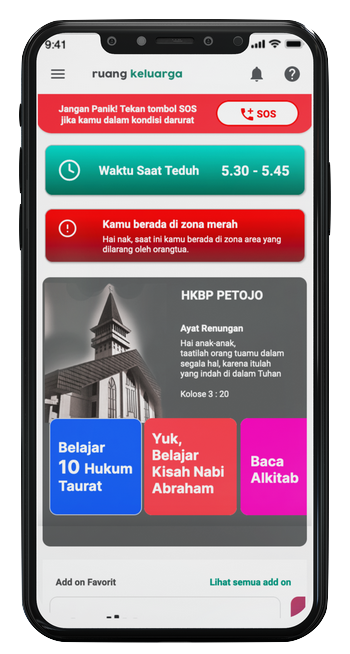 9:41
ruang keluarga
Jangan Panik! Tekan tombol SOS
jika kamu dalam kondisi darurat
SOS
Waktu Saat Teduh 5.30 - 5.45
Kamu berada di zona merah
Hai nak, saat ini kamu berada di zona area yang
dilarang oleh orangtua.
HKBP PETOJO
Ayat Renungan
Hai anak-anak,
taatilah orang tuamu dalam
segala hal, karena itulah
yang indah di dalam Tuhan
Kolose 3 : 20
Belajar
10 Hukum
Taurat
Yuk,
Belajar
Kisah Nabi
Abraham
Baca
Alkitab
Add on Favorit
Lihat semua add on